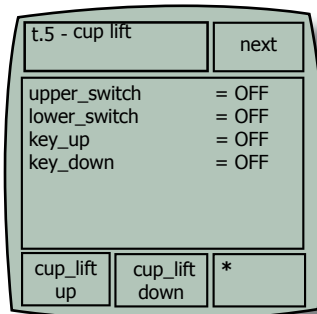 t.5 - cup lift
next
upper_switch = OFF
lower_switch = OFF
key_up = OFF
key_down = OFF
cup_lift
up
cup_lift
down
*